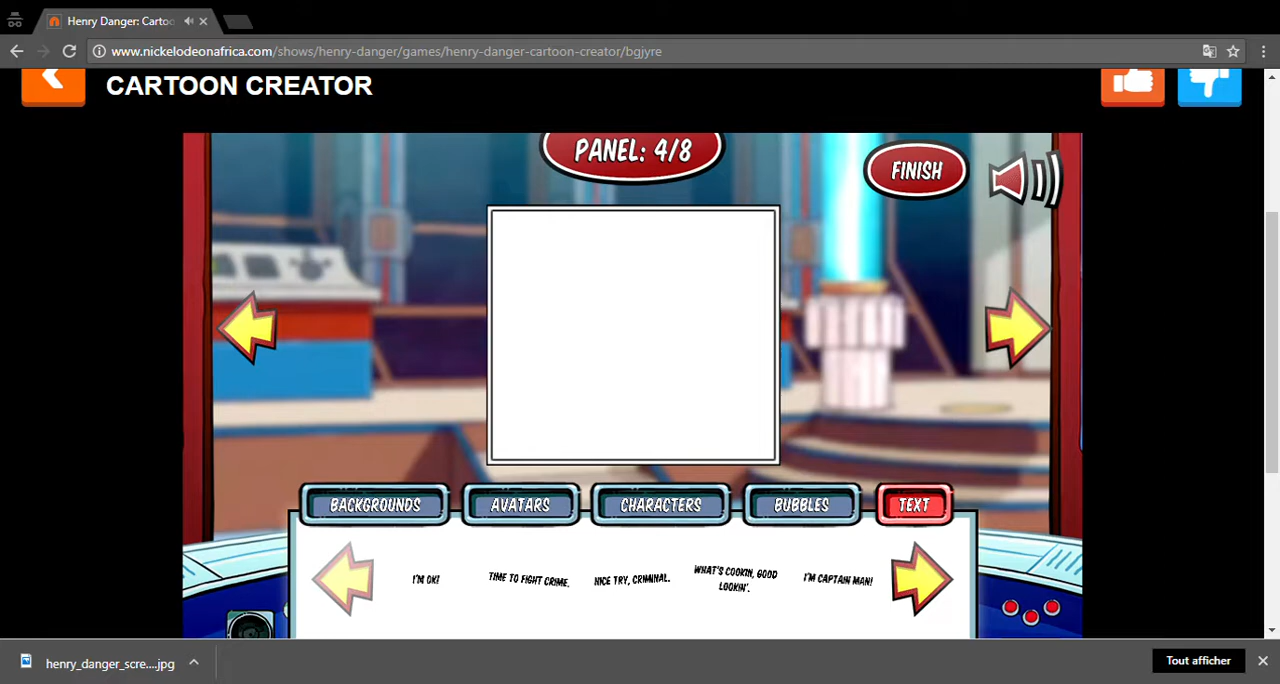 Henry Danger: Cartoo
www.nickelodeonafrica.com/shows/henry-danger/games/henry-danger-cartoon-creator/bgjyre
CARTOON CREATOR
PANEL: 4/8
FINISH
BACKGROUNDS
AVATARS
CHARACTERS
BUBBLES
TEXT
I'M OK!
TIME TO FIGHT CRIME.
NICE TRY, CRIMINAL.
WHAT'S COOKIN, GOOD
LOOKIN'.
I'M CAPTAIN MAN!
henry_danger_scre....jpg
Tout afficher